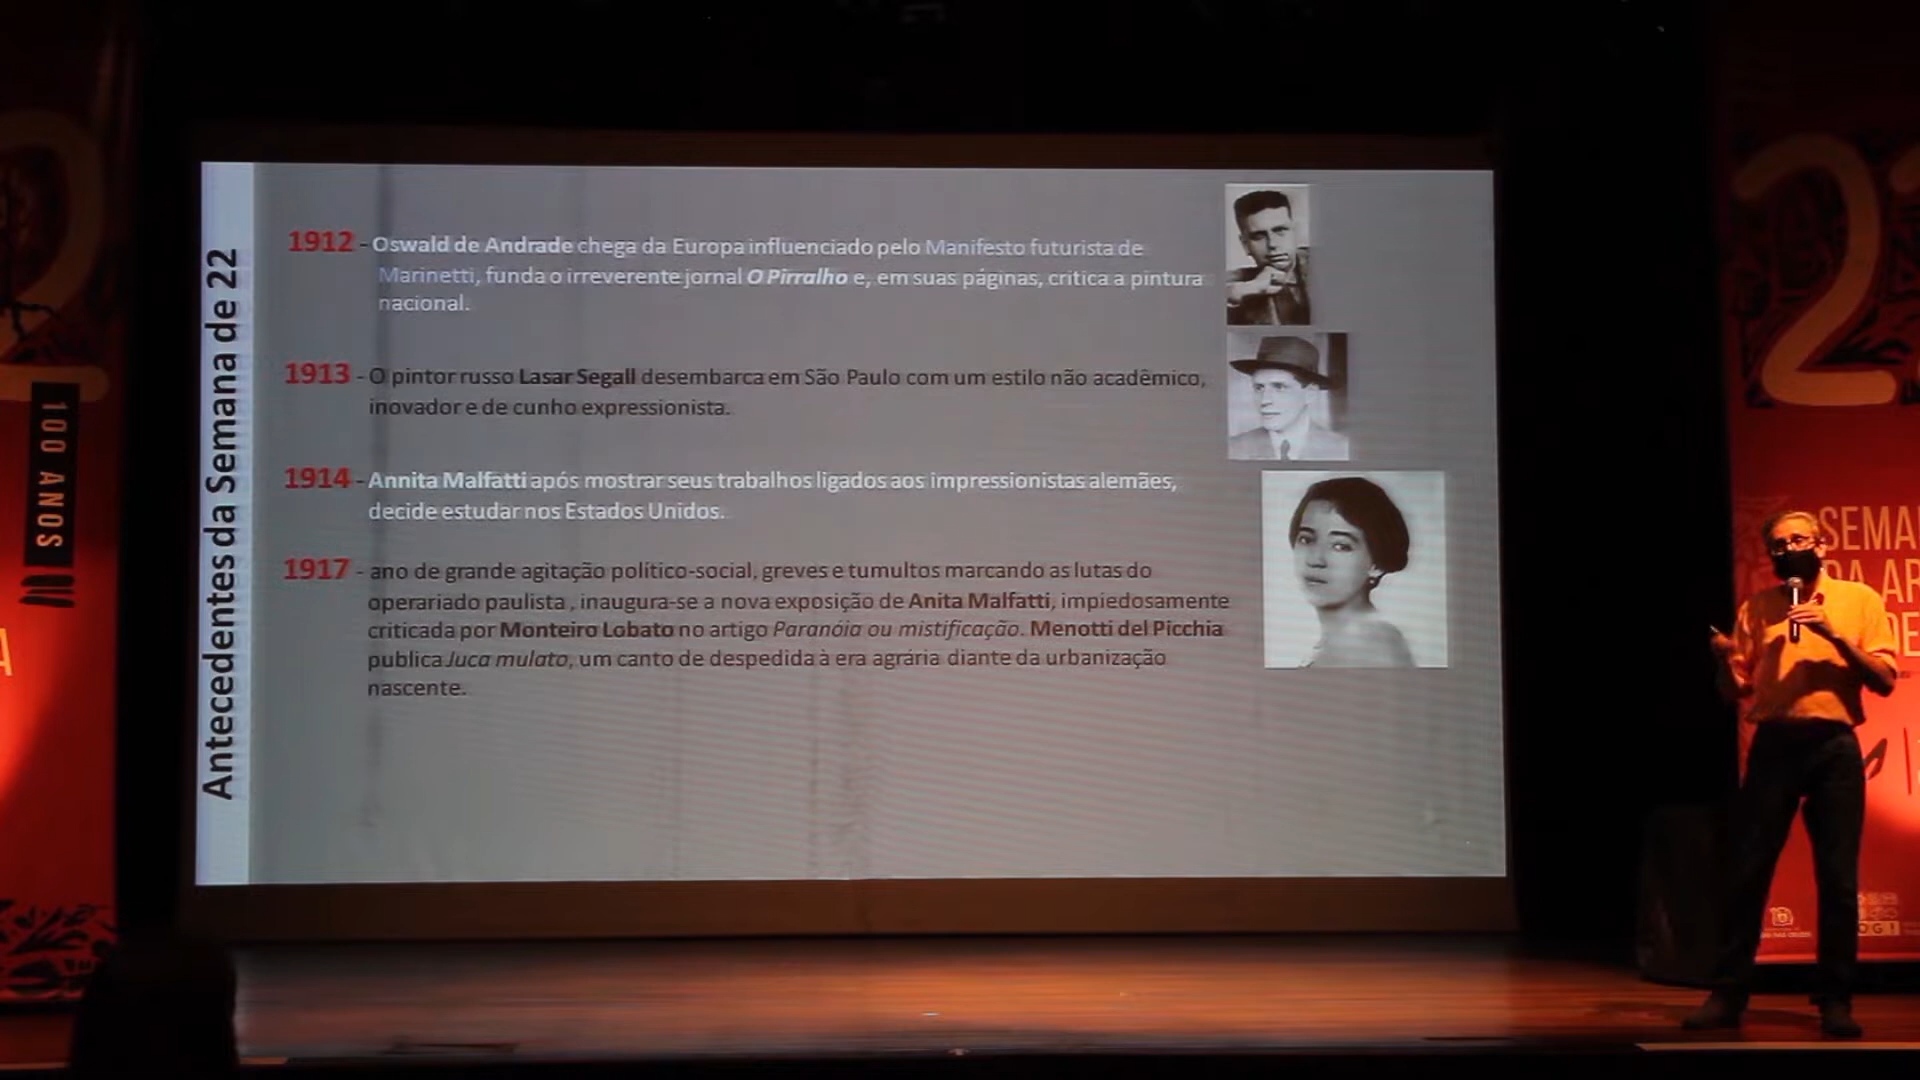 Antecedentes da Semana de 22
1912 - Oswald de Andrade chega da Europa influenciado pelo Manifesto futurista de
Marinetti, funda o irreverente jornal O Pirralho e, em suas páginas, critica a pintura
nacional.
1913 - O pintor russo Lasar Segall desembarca em São Paulo com um estilo não acadêmico,
inovador e de cunho expressionista.
1914 - Annita Malfatti após mostrar seus trabalhos ligados aos impressionistas alemães,
decide estudar nos Estados Unidos.
1917 - ano de grande agitação político-social, greves e tumultos marcando as lutas do
operariado paulista , inaugura-se a nova exposição de Anita Malfatti, impiedosamente
criticada por Monteiro Lobato no artigo Paranóia ou mistificação. Menotti del Picchia
publica Juca mulato, um canto de despedida à era agrária diante da urbanização
nascente.
100 ANOS
A
22
SEMA
DA AR
DE